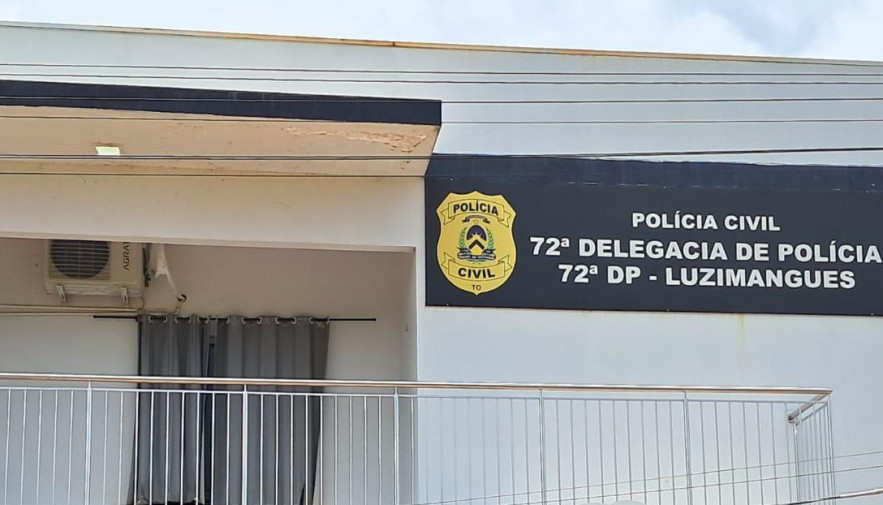 POLÍCIA
CIVIL
TO
POLÍCIA CIVIL
72ª DELEGACIA DE POLÍCIA
72ª DP - LUZIMANGUES